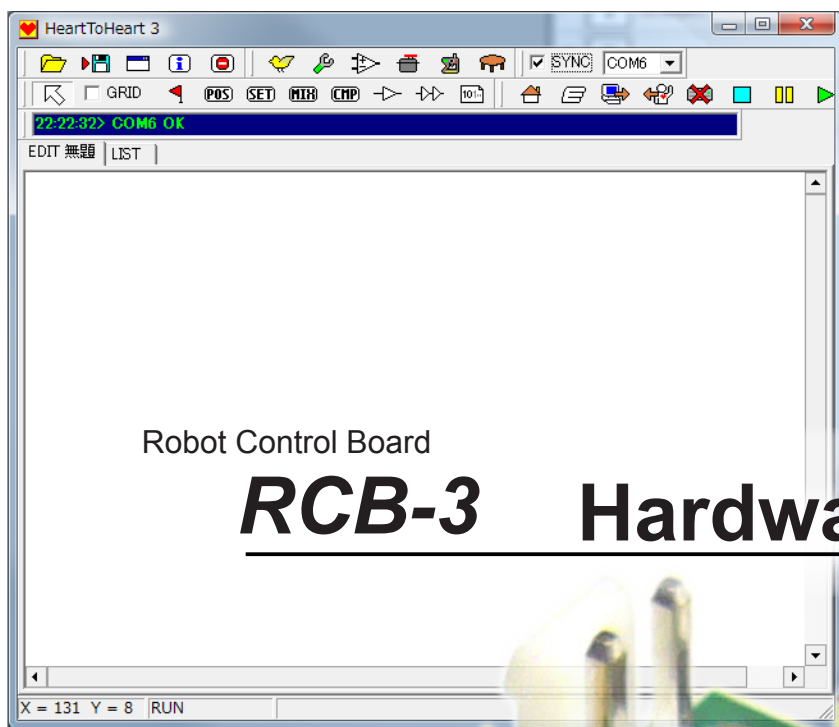 HeartToHeart 3
SYNC COM6
GRID POS SET MIX CMP 101..
22:22:32> COM6 OK
EDIT 無題 LIST
Robot Control Board
RCB-3 Hardwa
X = 131 Y = 8 RUN